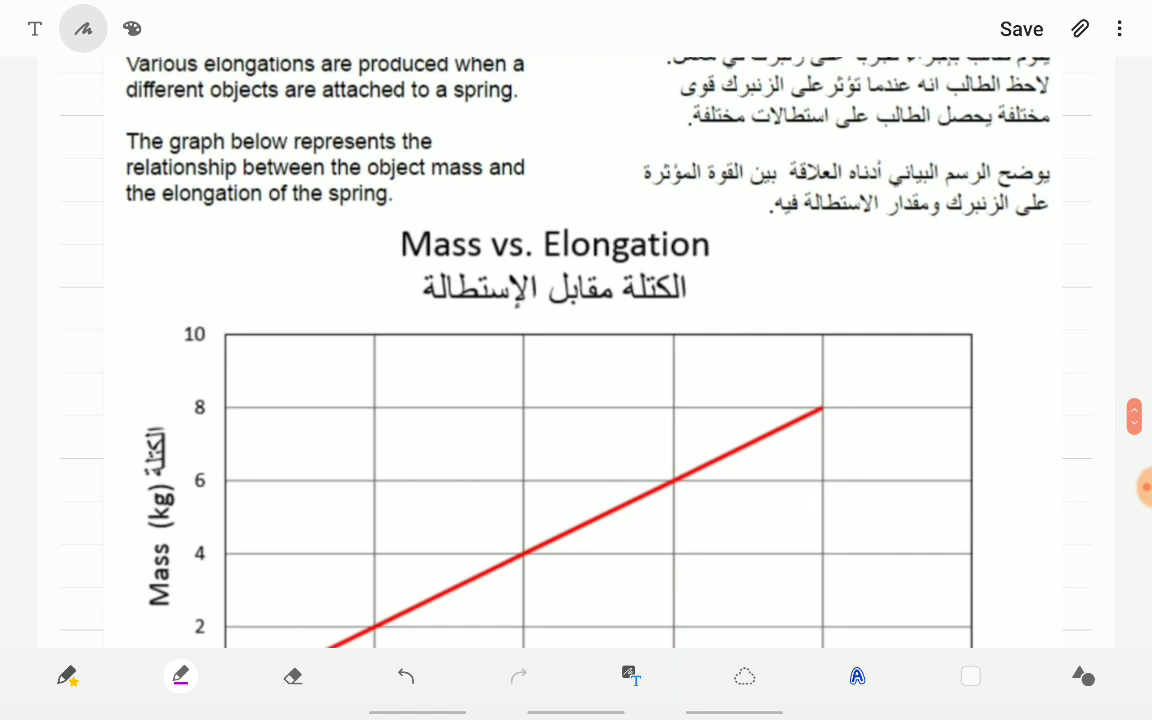 T
Save
Various elongations are produced when a
different objects are attached to a spring.
The graph below represents the
relationship between the object mass and
the elongation of the spring.
لاحظ الطالب انه عندما تؤثر على الزنبرك قوى
مختلفة يحصل الطالب على استطالات مختلفة.
يوضح الرسم البياني أدناه العلاقة بين القوة المؤثرة
على الزنبرك ومقدار الاستطالة فيه.
Mass vs. Elongation
الكتلة مقابل الإستطالة
10
8
6
4
2
Mass (kg) الكتلة